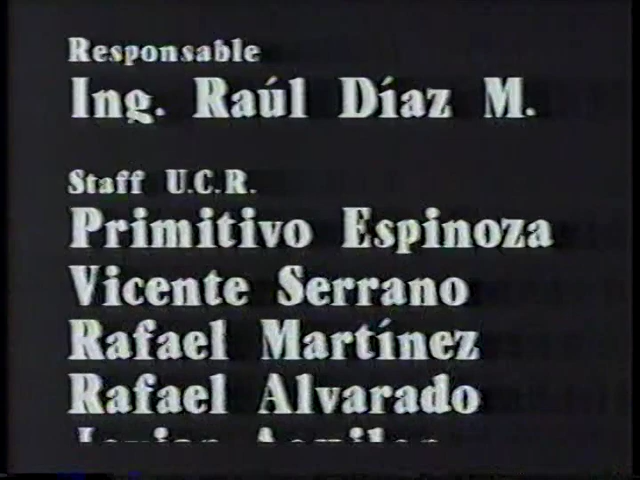 Responsable
Ing. Raúl Díaz M.
Staff U.C.R.
Primitivo Espinoza
Vicente Serrano
Rafael Martínez
Rafael Alvarado